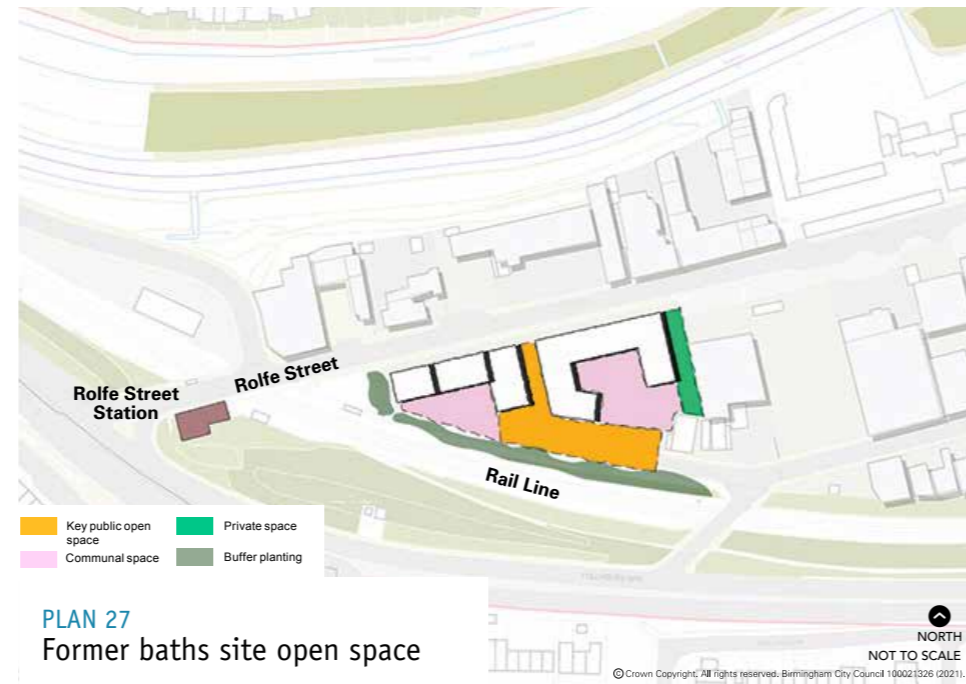 Rolfe Street
Rolfe Street
Station
Rail Line
Key public open
space
Private space
Communal space
Buffer planting
PLAN 27
Former baths site open space
NORTH
NOT TO SCALE
© Crown Copyright. All rights reserved. Birmingham City Council 100021326 (2021).